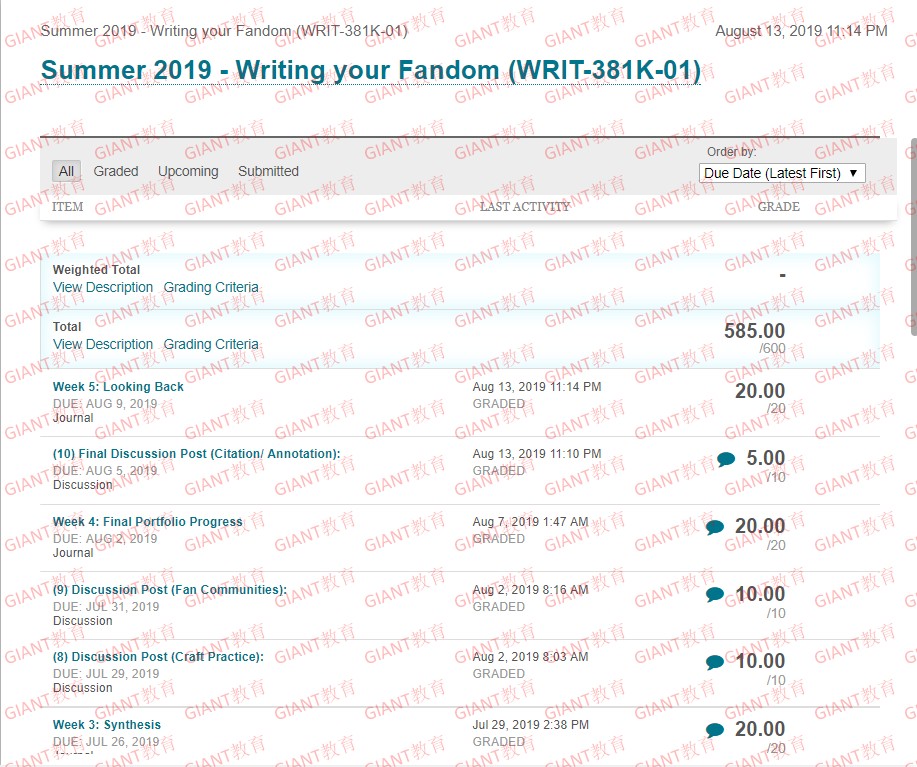 Summer 2019 - Writing your Fandom (WRIT-381K-01)
August 13, 2019 11:14 PM
Summer 2019 - Writing your Fandom (WRIT-381K-01)
All Graded Upcoming Submitted
Order by:
Due Date (Latest First) ▼
ITEM LAST ACTIVITY GRADE
Weighted Total
-
View Description Grading Criteria
Total
585.00
View Description Grading Criteria
/600
Week 5: Looking Back Aug 13, 2019 11:14 PM 20.00
DUE: AUG 9, 2019 GRADED /20
Journal
(10) Final Discussion Post (Citation/ Annotation): Aug 13, 2019 11:10 PM 5.00
DUE: AUG 5, 2019 GRADED /10
Discussion
Week 4: Final Portfolio Progress Aug 7, 2019 1:47 AM 20.00
DUE: AUG 2, 2019 GRADED /20
Journal
(9) Discussion Post (Fan Communities): Aug 2, 2019 8:16 AM 10.00
DUE: JUL 31, 2019 GRADED /10
Discussion
(8) Discussion Post (Craft Practice): Aug 2, 2019 8:03 AM 10.00
DUE: JUL 29, 2019 GRADED /10
Discussion
Week 3: Synthesis Jul 29, 2019 2:38 PM 20.00
DUE: JUL 26, 2019 GRADED /20
GIANT教育